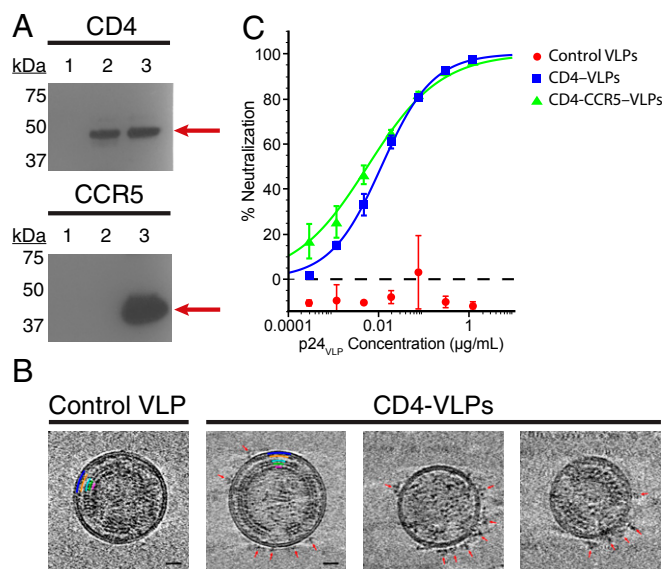 A
CD4
kDa 1 2 3
75
50
37
CCR5
kDa 1 2 3
75
50
37
C
100
80
60
40
20
0
% Neutralization
0.0001 0.01 1
p24VLP Concentration (µg/mL)
Control VLPs
CD4–VLPs
CD4-CCR5–VLPs
B
Control VLP
CD4-VLPs